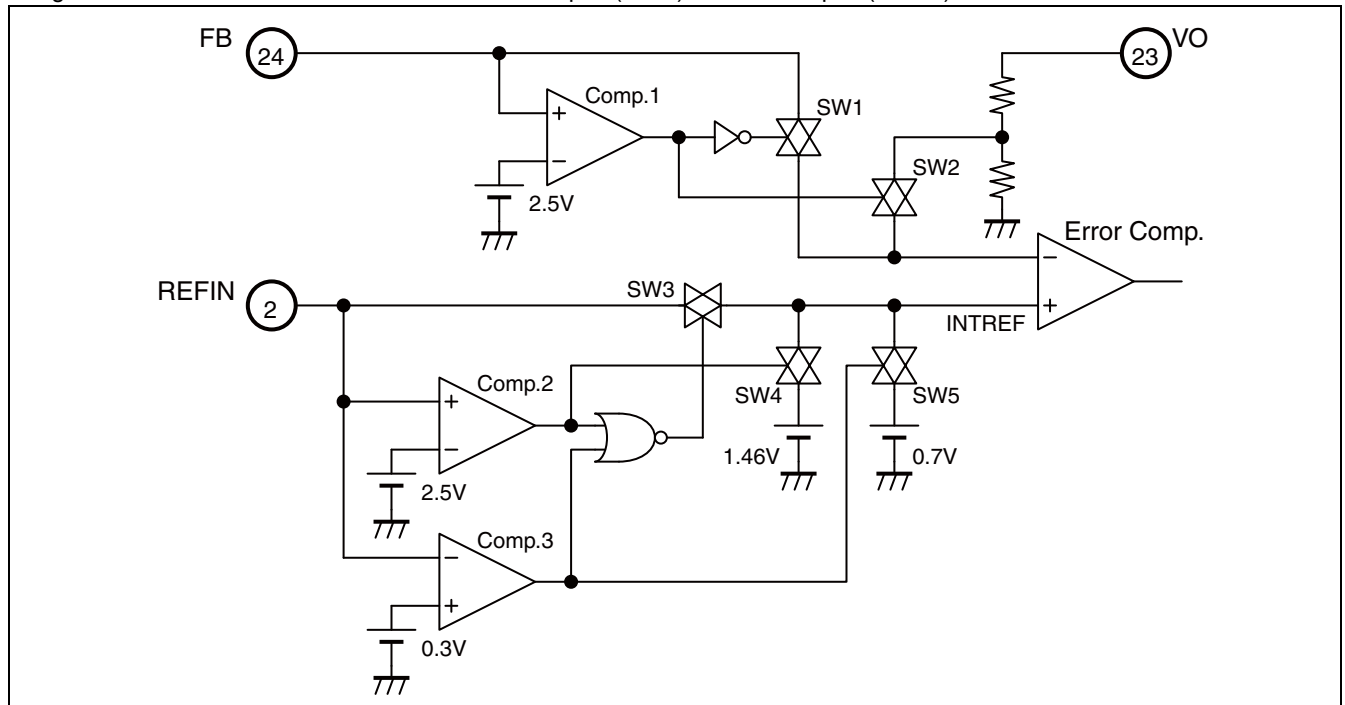 FB
24
VO
23
Comp.1
+
−
2.5V
SW1
SW2
Error Comp.
−
+
REFIN
2
SW3
INTREF
Comp.2
+
−
2.5V
SW4
1.46V
SW5
0.7V
Comp.3
−
+
0.3V